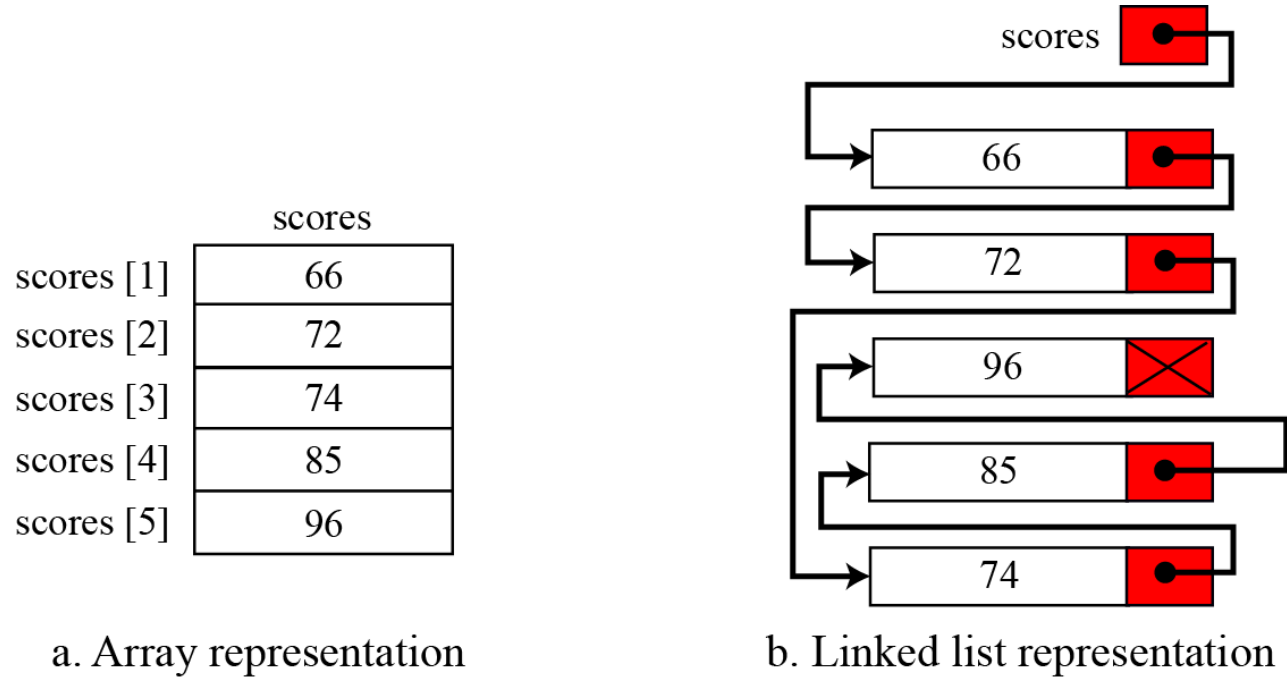 scores
scores [1] 66
scores [2] 72
scores [3] 74
scores [4] 85
scores [5] 96
a. Array representation
scores
66
72
96
85
74
b. Linked list representation